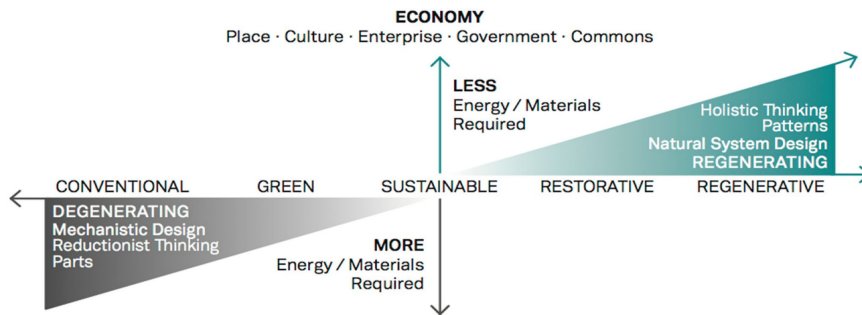 ECONOMY
Place · Culture · Enterprise · Government · Commons
LESS
Energy / Materials
Required
Holistic Thinking
Patterns
Natural System Design
REGENERATING
CONVENTIONAL GREEN SUSTAINABLE RESTORATIVE REGENERATIVE
DEGENERATING
Mechanistic Design
Reductionist Thinking
Parts
MORE
Energy / Materials
Required